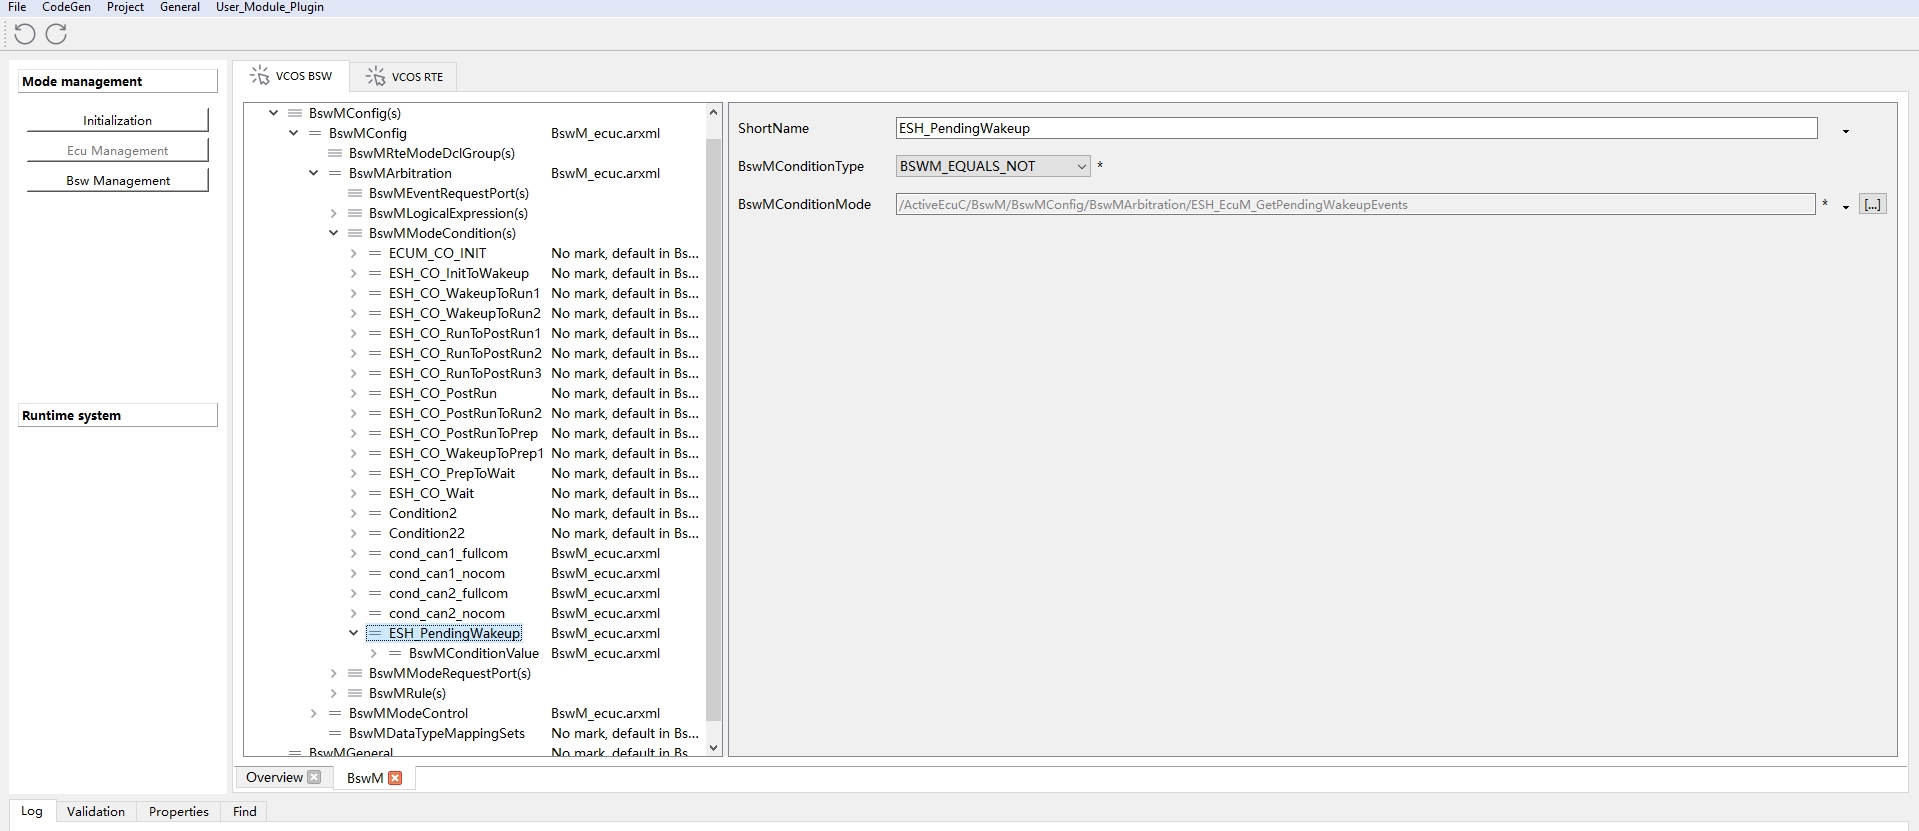 File CodeGen Project General User_Module_Plugin
Mode management
Initialization
Ecu Management
Bsw Management
Runtime system
VCOS BSW VCOS RTE
BswMConfig(s)
BswMConfig BswM_ecuc.arxml
BswMRteModeDclGroup(s)
BswMArbitration BswM_ecuc.arxml
BswMEventRequestPort(s)
BswMLogicalExpression(s)
BswMModeCondition(s)
ECUM_CO_INIT No mark, default in Bs...
ESH_CO_InitToWakeup No mark, default in Bs...
ESH_CO_WakeupToRun1 No mark, default in Bs...
ESH_CO_WakeupToRun2 No mark, default in Bs...
ESH_CO_RunToPostRun1 No mark, default in Bs...
ESH_CO_RunToPostRun2 No mark, default in Bs...
ESH_CO_RunToPostRun3 No mark, default in Bs...
ESH_CO_PostRun No mark, default in Bs...
ESH_CO_PostRunToRun2 No mark, default in Bs...
ESH_CO_PostRunToPrep No mark, default in Bs...
ESH_CO_WakeupToPrep1 No mark, default in Bs...
ESH_CO_PrepToWait No mark, default in Bs...
ESH_CO_Wait No mark, default in Bs...
Condition2 No mark, default in Bs...
Condition22 No mark, default in Bs...
cond_can1_fullcom BswM_ecuc.arxml
cond_can1_nocom BswM_ecuc.arxml
cond_can2_fullcom BswM_ecuc.arxml
cond_can2_nocom BswM_ecuc.arxml
ESH_PendingWakeup BswM_ecuc.arxml
BswMConditionValue BswM_ecuc.arxml
BswMModeRequestPort(s)
BswMRule(s)
BswMModeControl BswM_ecuc.arxml
BswMDataTypeMappingSets No mark, default in Bs...
BswMGeneral No mark, default in Bs
ShortName ESH_PendingWakeup
BswMConditionType BSWM_EQUALS_NOT *
BswMConditionMode /ActiveEcuC/BswM/BswMConfig/BswMArbitration/ESH_EcuM_GetPendingWakeupEvents * [...]
Overview BswM
Log Validation Properties Find